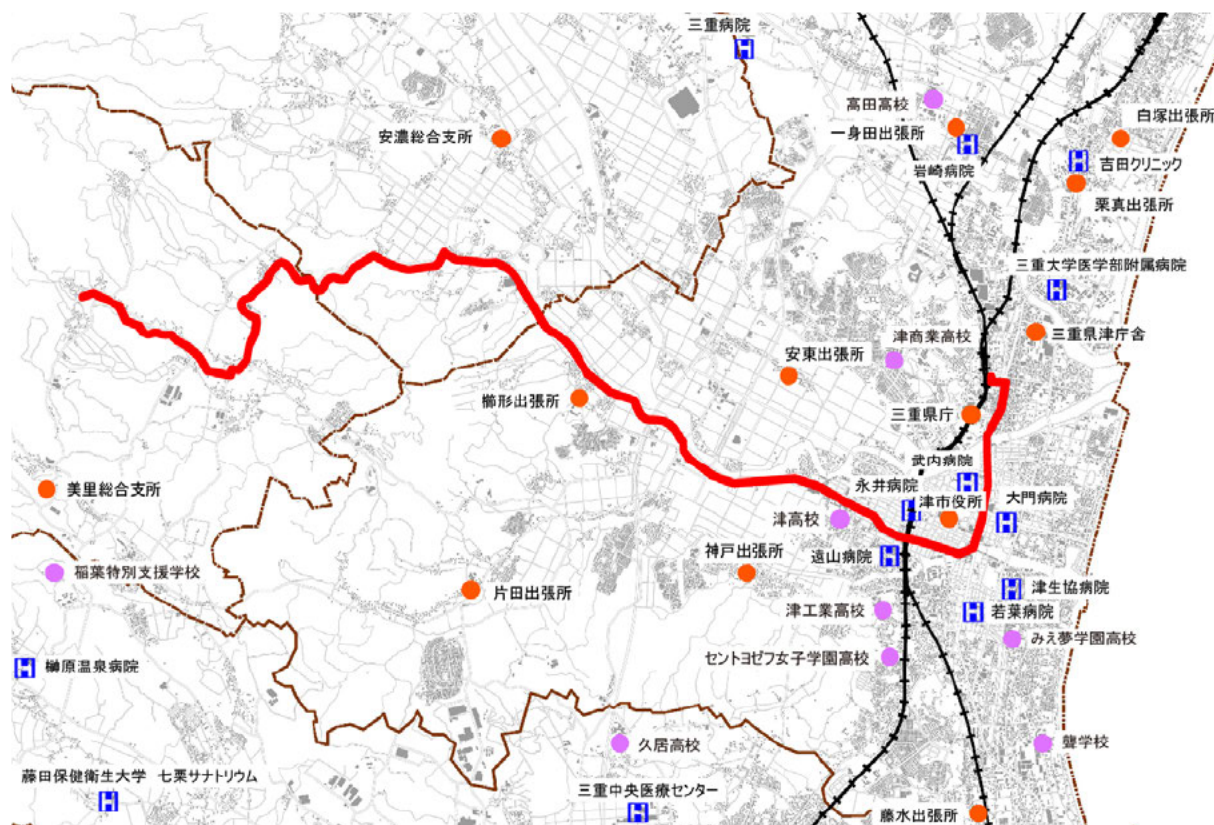 三重病院
高田高校
白塚出張所
安濃総合支所
一身田出張所
岩崎病院
吉田クリニック
栗真出張所
三重大学医学部附属病院
津商業高校
三重県津庁舎
安東出張所
櫛形出張所
三重県庁
武内病院
永井病院
美里総合支所
津市役所
大門病院
津高校
遠山病院
神戸出張所
稲葉特別支援学校
片田出張所
津生協病院
津工業高校
若葉病院
みえ夢学園高校
セントヨゼフ女子学園高校
榊原温泉病院
久居高校
聾学校
藤田保健衛生大学 七栗サナトリウム
三重中央医療センター
藤水出張所